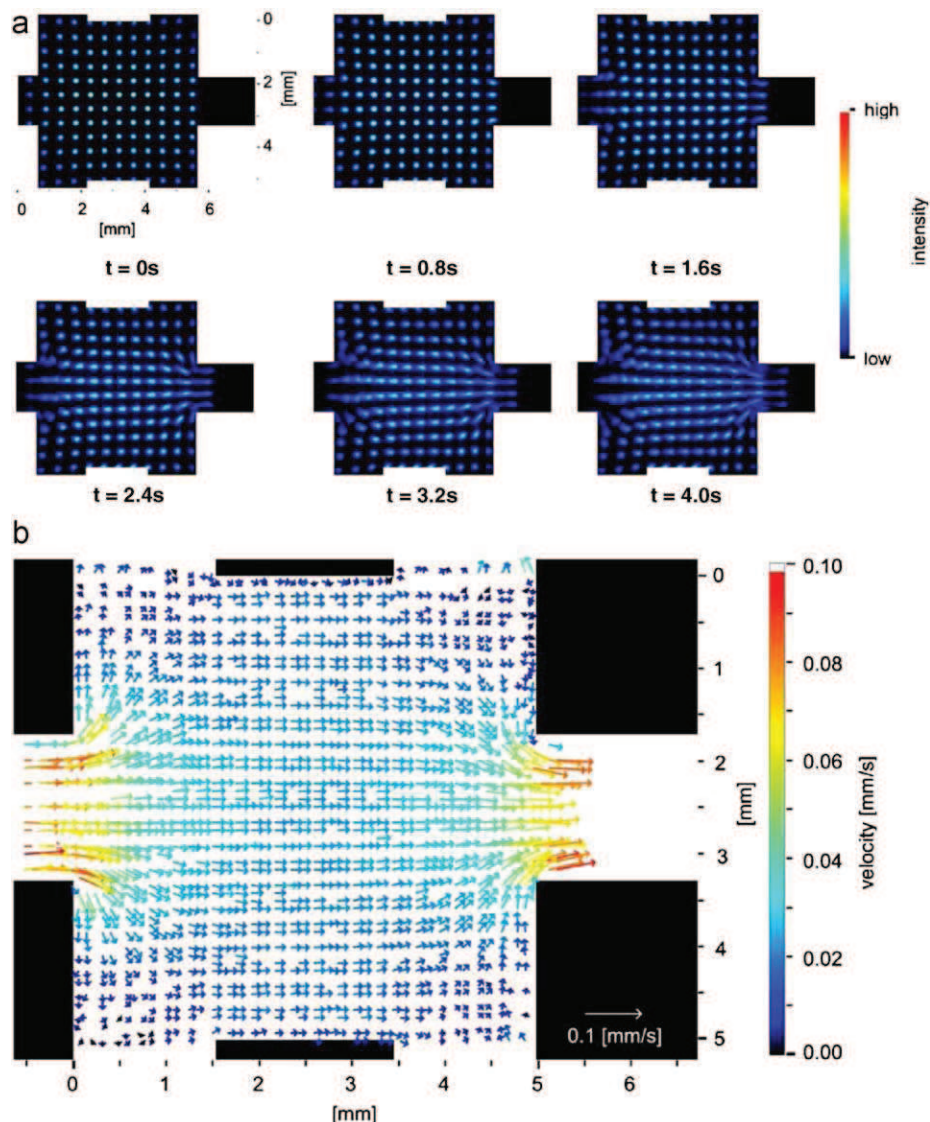 a
0
2
4
[mm]
0 2 4 6
[mm]
high
intensity
low
t = 0s
t = 0.8s
t = 1.6s
t = 2.4s
t = 3.2s
t = 4.0s
b
0
1
2
3
4
5
[mm]
0.1 [mm/s]
0 1 2 3 4 5 6
[mm]
0.10
0.08
0.06
0.04
0.02
0.00
velocity [mm/s]